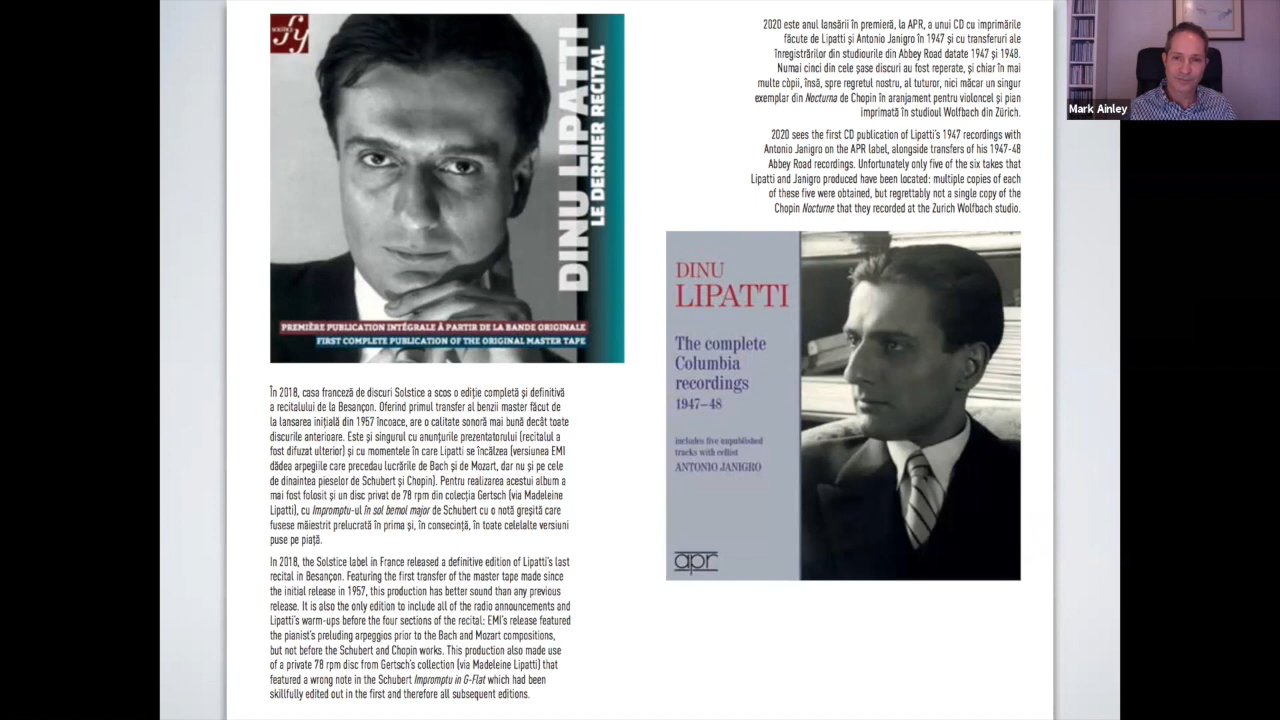 SOLSTICE
fy
DINU LIPATTI
LE DERNIER RECITAL
PREMIÈRE PUBLICATION INTÉGRALE À PARTIR DE LA BANDE ORIGINALE
FIRST COMPLETE PUBLICATION OF THE ORIGINAL MASTER TAPE
În 2018, casa franceză de discuri Solstice a scos o ediție completă și definitivă
a recitalului de la Besançon. Oferind primul transfer al benzii master făcut de
la lansarea inițială din 1957 încoace, are o calitate sonoră mai bună decât toate
discurile anterioare. Este și singurul cu anunțurile prezentatorului (recitalul a
fost difuzat ulterior) și cu momentele în care Lipatti se încălzea (versiunea EMI
dădea arpegiile care precedau lucrările de Bach și de Mozart, dar nu și pe cele
de dinaintea pieselor de Schubert și Chopin). Pentru realizarea acestui album a
mai fost folosit și un disc privat de 78 rpm din colecția Gertsch (via Madeleine
Lipatti), cu Impromptu-ul în sol bemol major de Schubert cu o notă greșită care
fusese măiestrit prelucrată în prima și, în consecință, în toate celelalte versiuni
puse pe piață.
In 2018, the Solstice label in France released a definitive edition of Lipatti's last
recital in Besançon. Featuring the first transfer of the master tape made since
the initial release in 1957, this production has better sound than any previous
release. It is also the only edition to include all of the radio announcements and
Lipatti's warm-ups before the four sections of the recital: EMI's release featured
the pianist's preluding arpeggios prior to the Bach and Mozart compositions,
but not before the Schubert and Chopin works. This production also made use
of a private 78 rpm disc from Gertsch's collection (via Madeleine Lipatti) that
featured a wrong note in the Schubert Impromptu in G-Flat which had been
skillfully edited out in the first and therefore all subsequent editions.
2020 este anul lansării în premieră, la APR, a unui CD cu imprimările
făcute de Lipatti și Antonio Janigro în 1947 și cu transferuri ale
înregistrărilor din studiourile din Abbey Road datate 1947 și 1948.
Numai cinci din cele șase discuri au fost reperate, și chiar în mai
multe còpii, însă, spre regretul nostru, al tuturor, nici măcar un singur
exemplar din Nocturna de Chopin în aranjament pentru violoncel și pian
imprimată în studioul Wolfbach din Zürich.
2020 sees the first CD publication of Lipatti's 1947 recordings with
Antonio Janigro on the APR label, alongside transfers of his 1947-48
Abbey Road recordings. Unfortunately only five of the six takes that
Lipatti and Janigro produced have been located: multiple copies of each
of these five were obtained, but regrettably not a single copy of the
Chopin Nocturne that they recorded at the Zurich Wolfbach studio.
DINU
LIPATTI
The complete
Columbia
recordings
1947–48
includes five unpublished
tracks with cellist
ANTONIO JANIGRO
apr
Mark Ainley